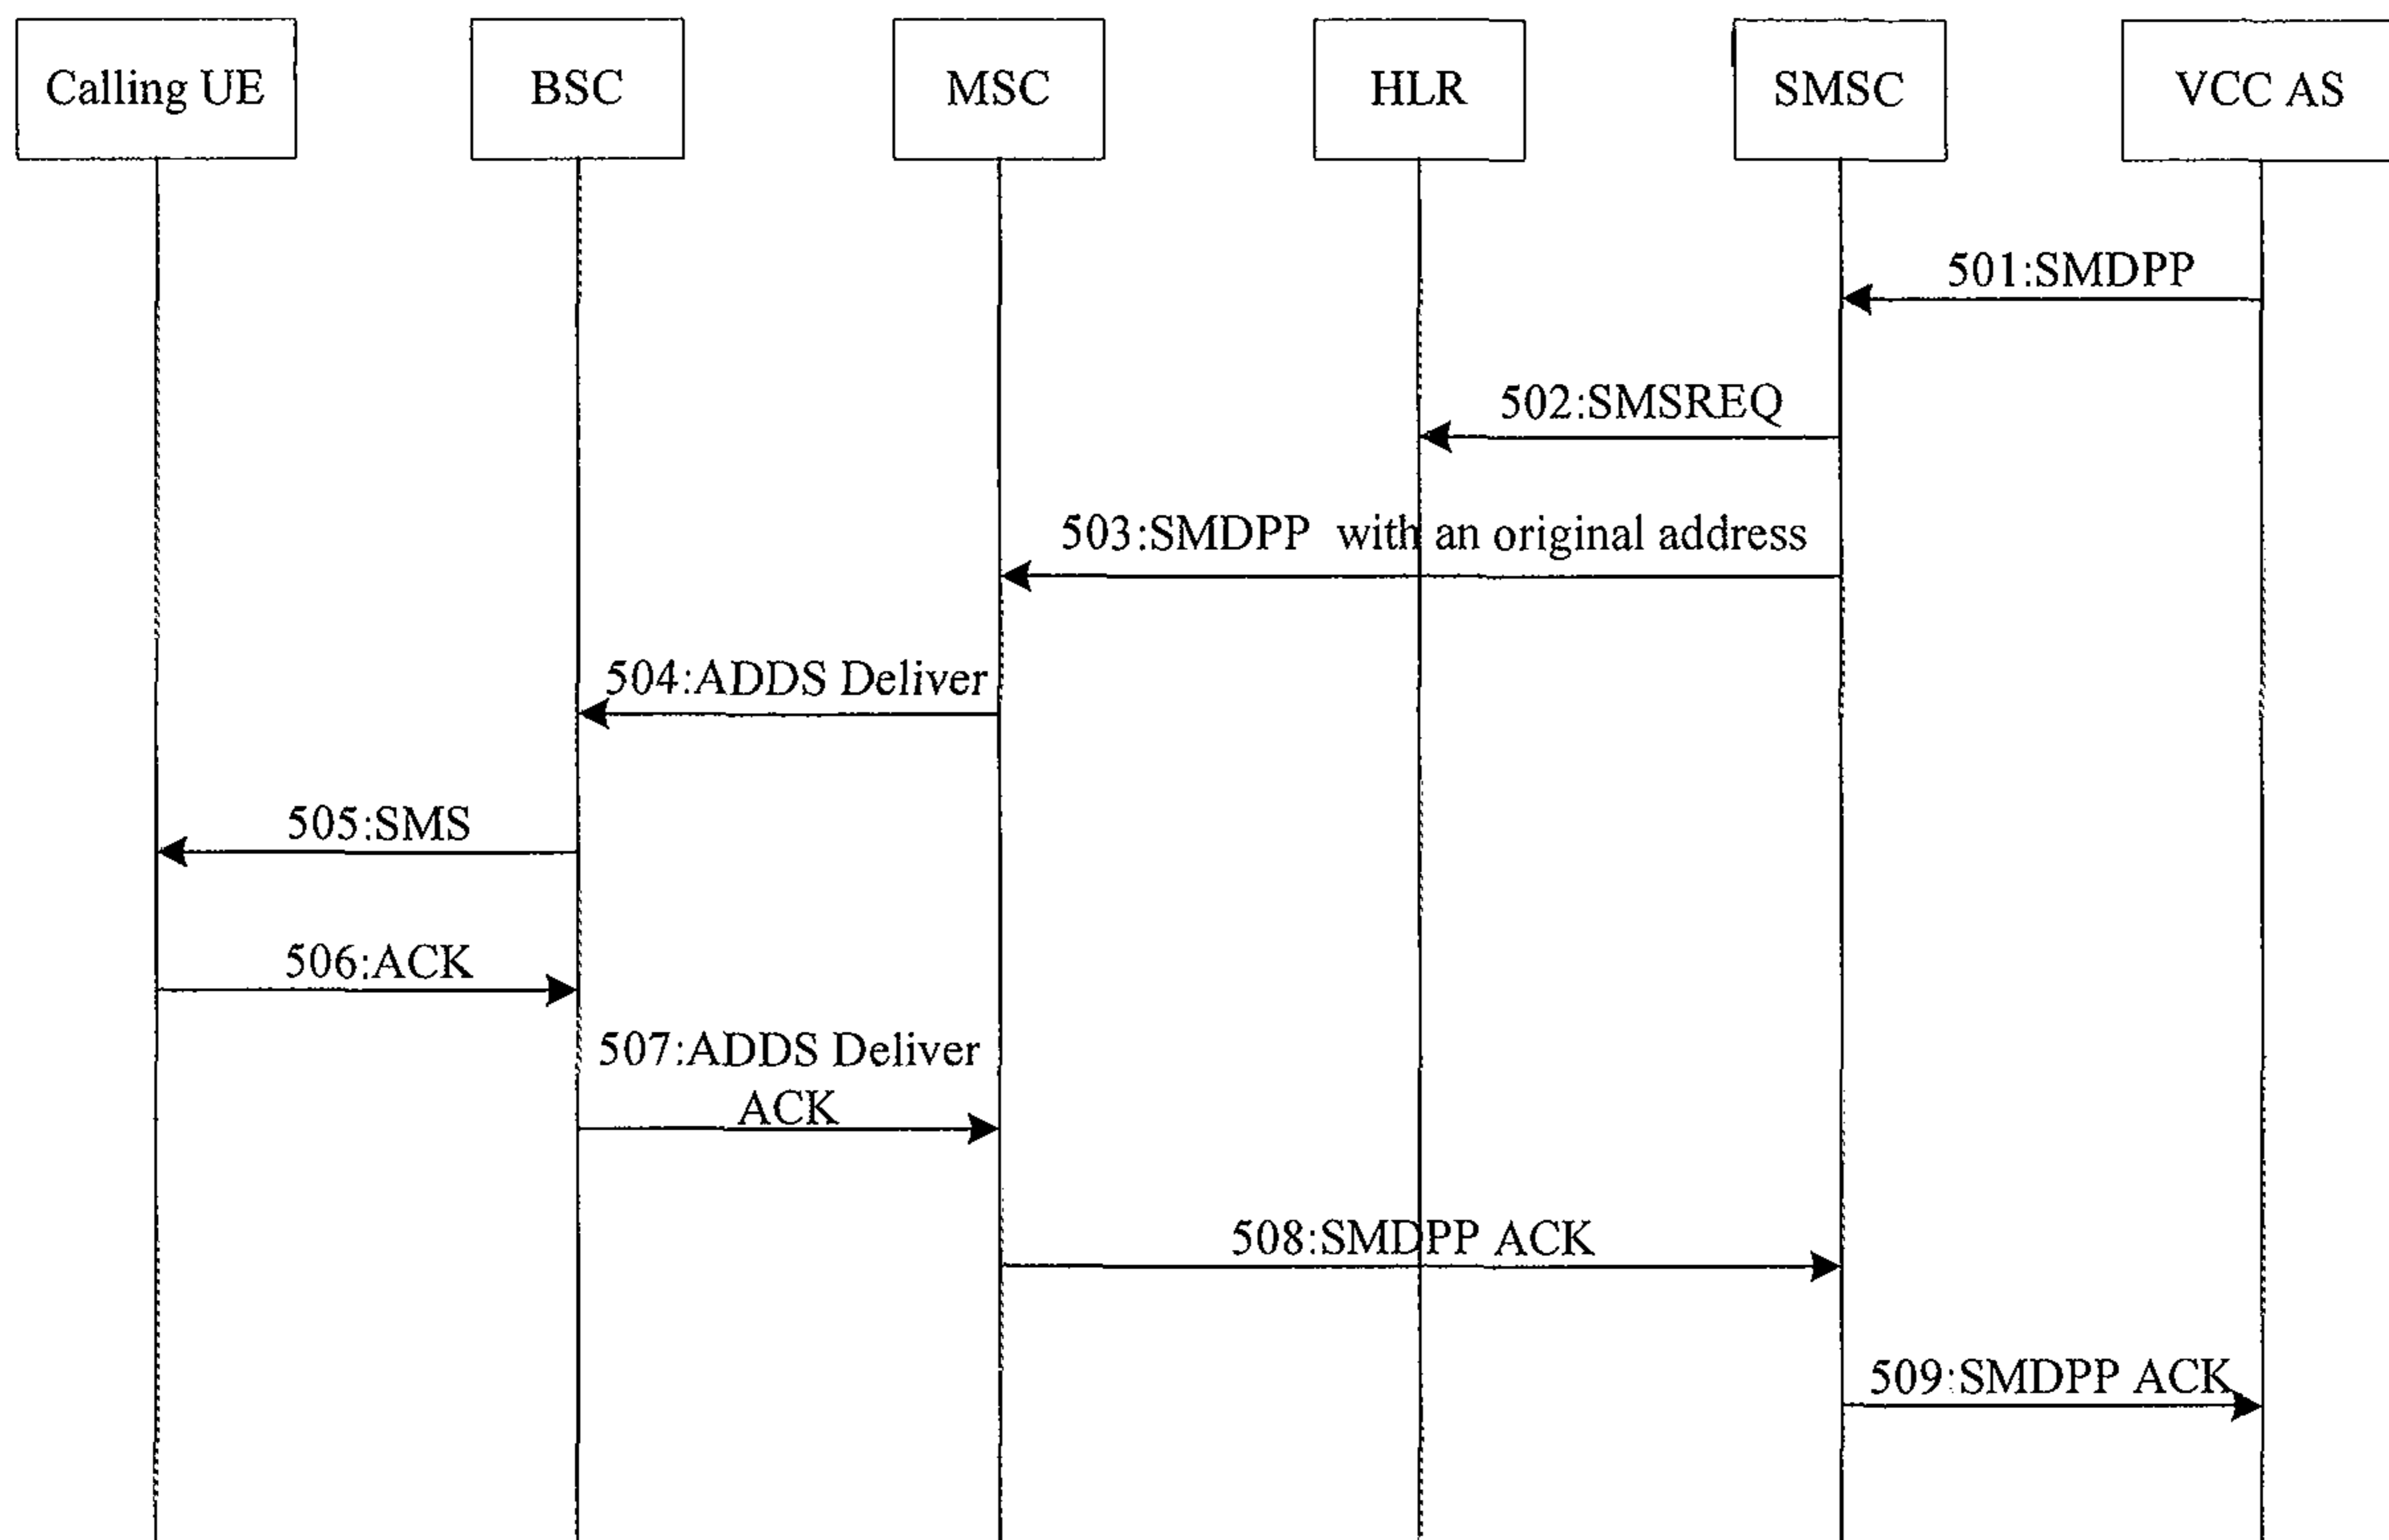 Calling UE
BSC
MSC
HLR
SMSC
VCC AS
501:SMDPP
502:SMSREQ
503:SMDPP with an original address
504:ADDS Deliver
505:SMS
506:ACK
507:ADDS Deliver
ACK
508:SMDPP ACK
509:SMDPP ACK